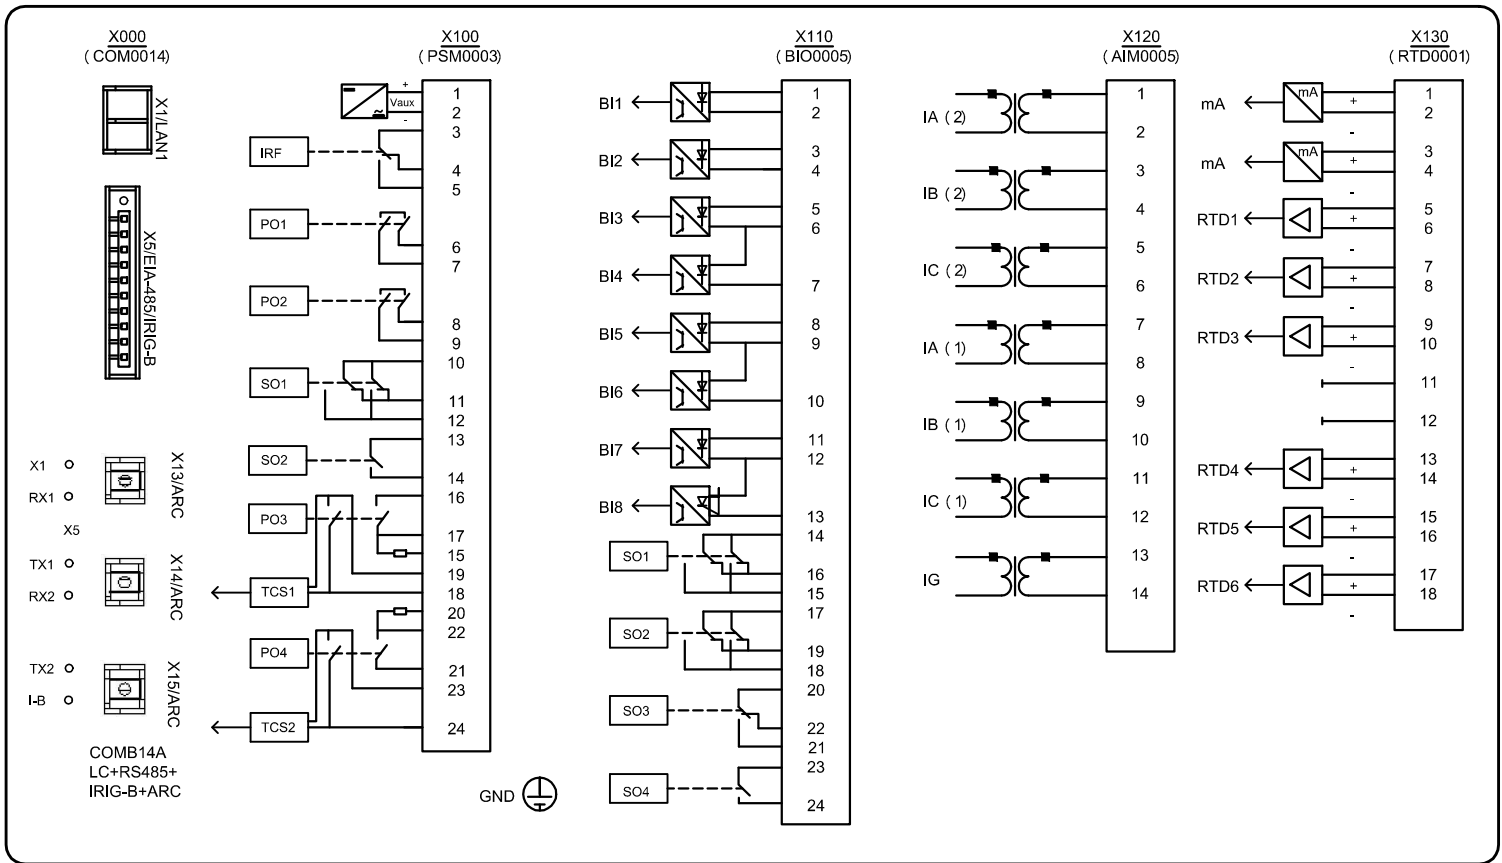 X000
( COM0014)
X1/LAN1
X5/EIA-485/IRIG-B
X1
RX1
X5
TX1
RX2
TX2
I-B
X13/ARC
X14/ARC
X15/ARC
COMB14A
LC+RS485+
IRIG-B+ARC
X100
( PSM0003)
+
Vaux
-
IRF
PO1
PO2
SO1
SO2
PO3
TCS1
PO4
TCS2
1
2
3
4
5
6
7
8
9
10
11
12
13
14
16
17
15
19
18
20
22
21
23
24
GND
X110
( BIO0005)
BI1
BI2
BI3
BI4
BI5
BI6
BI7
BI8
SO1
SO2
SO3
SO4
1
2
3
4
5
6
7
8
9
10
11
12
13
14
16
15
17
19
18
20
22
21
23
24
X120
( AIM0005)
IA ( 2)
IB ( 2)
IC ( 2)
IA ( 1)
IB ( 1)
IC ( 1)
IG
1
2
3
4
5
6
7
8
9
10
11
12
13
14
X130
( RTD0001)
mA
mA
+
-
mA
mA
+
-
RTD1
+
-
RTD2
+
-
RTD3
+
-
RTD4
+
-
RTD5
+
-
RTD6
+
-
1
2
3
4
5
6
7
8
9
10
11
12
13
14
15
16
17
18